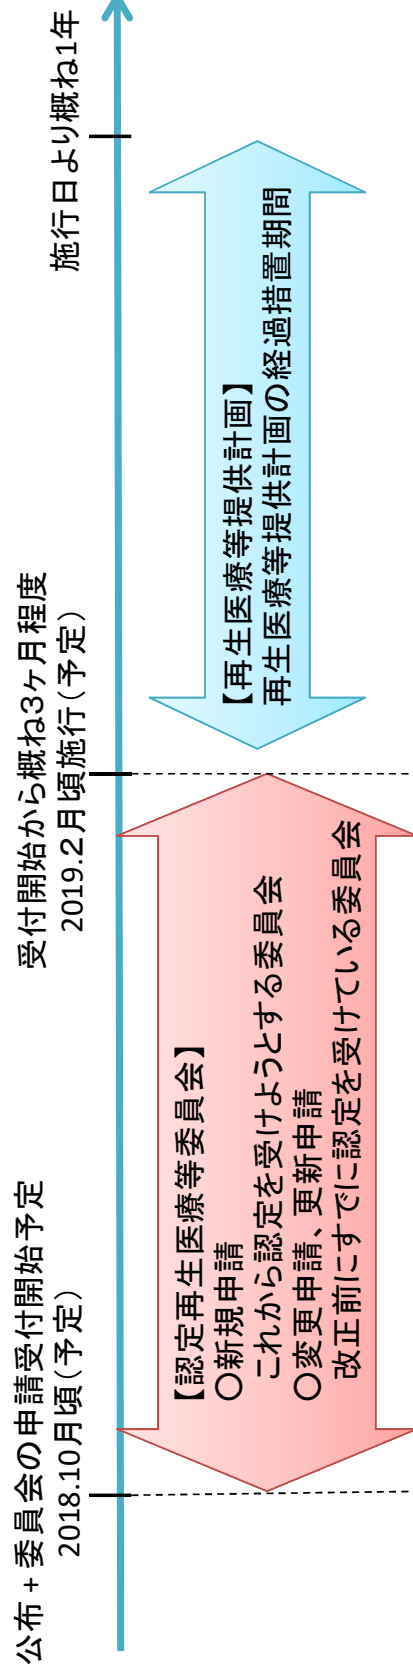 公布 + 委員会の申請受付開始予定
2018.10月頃(予定)
受付開始から概ね3ヶ月程度
2019.2月頃施行(予定)
施行日より概ね1年
【認定再生医療等委員会】
〇新規申請
これから認定を受けようとする委員会
〇変更申請、更新申請
改正前にすでに認定を受けている委員会
【再生医療等提供計画】
再生医療等提供計画の経過措置期間